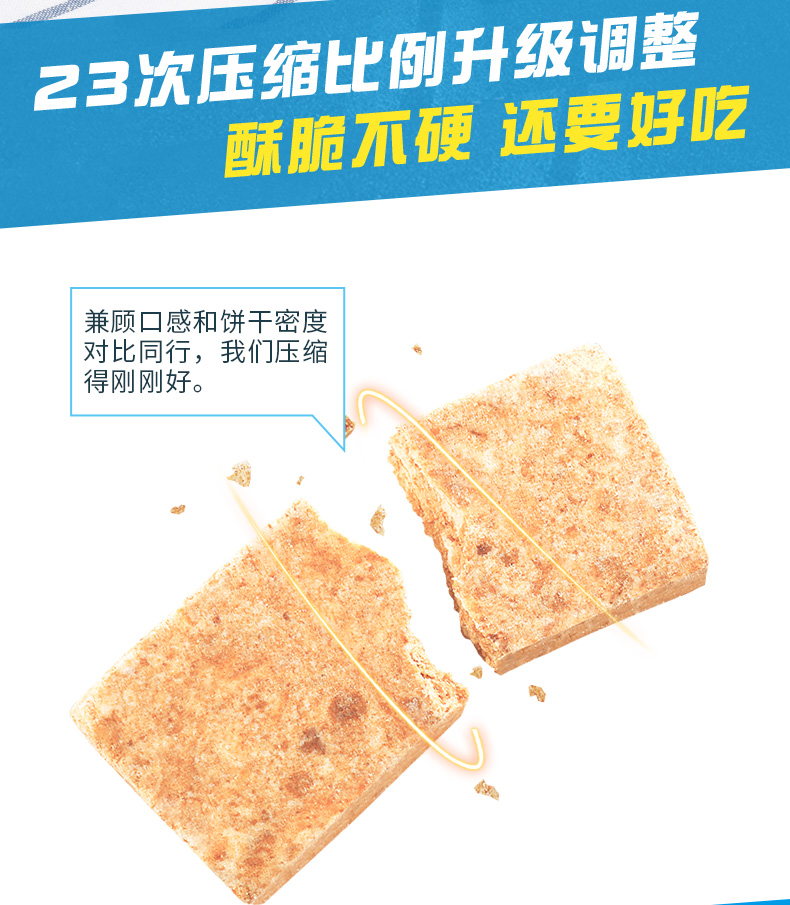 23次压缩比例升级调整
酥脆不硬 还要好吃
兼顾口感和饼干密度
对比同行，我们压缩
得刚刚好。